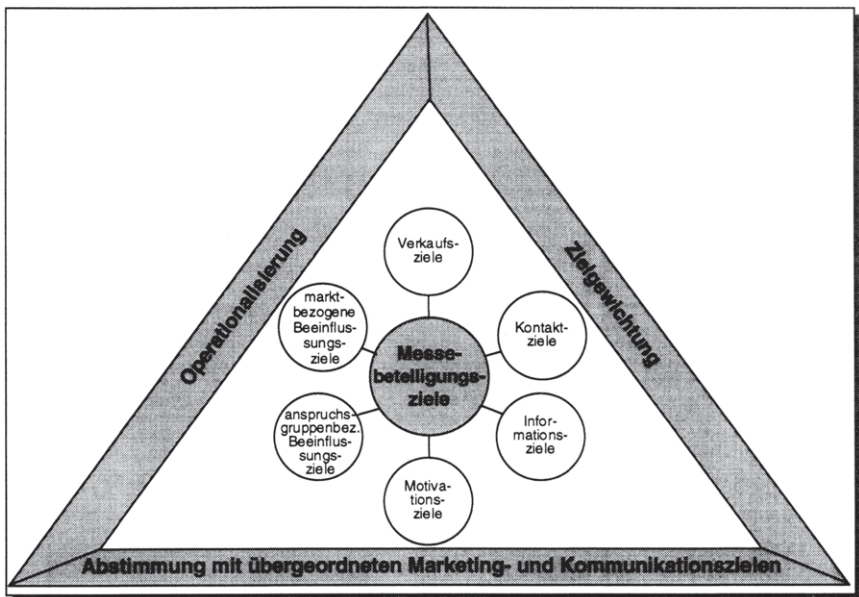 Operationalisierung
Zielgewichtung
Verkaufs-
ziele
markt-
bezogene
Beeinflus-
sungs-
ziele
Kontakt-
ziele
Messe-
beteiligungs-
ziele
anspruchs-
gruppenbez.
Beeinflus-
sungs-
ziele
Infor-
mations-
ziele
Motiva-
tions-
ziele
Abstimmung mit übergeordneten Marketing- und Kommunikationszielen